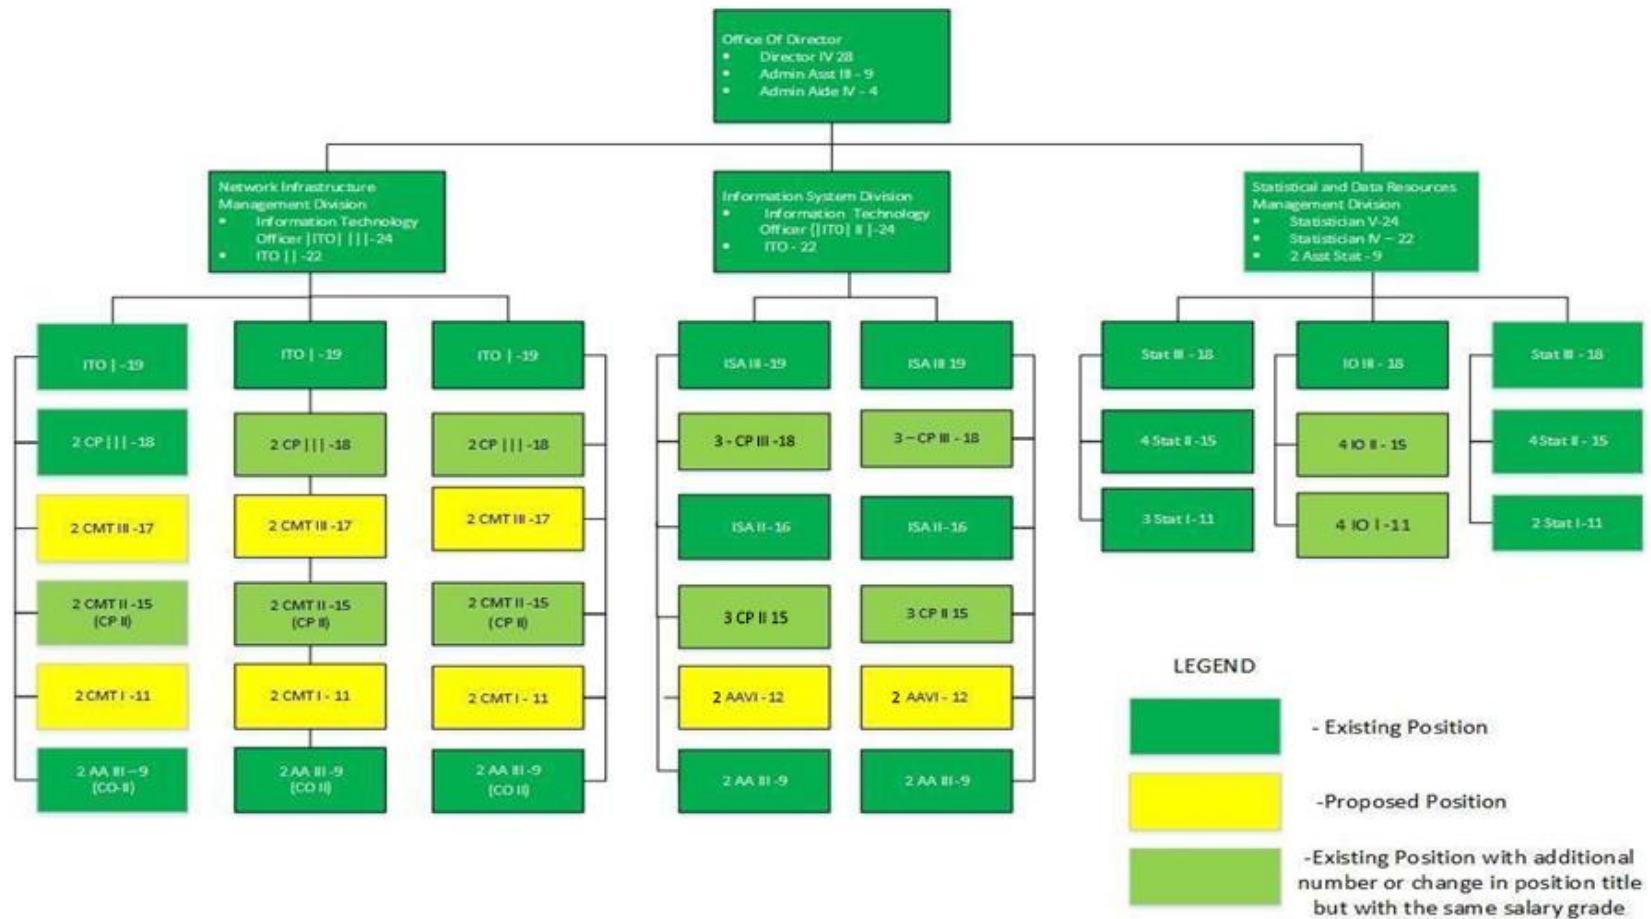 Office Of Director
• Director IV 28
• Admin Asst III - 9
• Admin Aide IV - 4
Network Infrastructure
Management Division
• Information Technology
Officer |ITO| |||-24
• ITO || -22
Information System Division
• Information Technology
Officer (|ITO| II |-24
• ITO - 22
Statistical and Data Resources
Management Division
• Statistician V-24
• Statistician IV – 22
• 2 Asst Stat - 9
ITO | -19
2 CP ||| -18
2 CMT III -17
2 CMT II -15
(CP II)
2 CMT I -11
2 AA III – 9
(CO-II)
ITO | -19
2 CP ||| -18
2 CMT III -17
2 CMT II -15
(CP II)
2 CMT I - 11
2 AA III -9
(CO II)
ITO | -19
2 CP ||| -18
2 CMT III -17
2 CMT II -15
(CP II)
2 CMT I - 11
2 AA III -9
(CO II)
ISA III -19
3 - CP III -18
ISA II -16
3 CP II 15
2 AAVI - 12
2 AA III -9
ISA III 19
3 – CP III - 18
ISA II -16
3 CP II 15
2 AAVI - 12
2 AA III -9
Stat III - 18
4 Stat II -15
3 Stat I -11
IO III - 18
4 IO II - 15
4 IO I -11
Stat III - 18
4 Stat II - 15
2 Stat I -11
LEGEND
- Existing Position
-Proposed Position
-Existing Position with additional
number or change in position title
but with the same salary grade